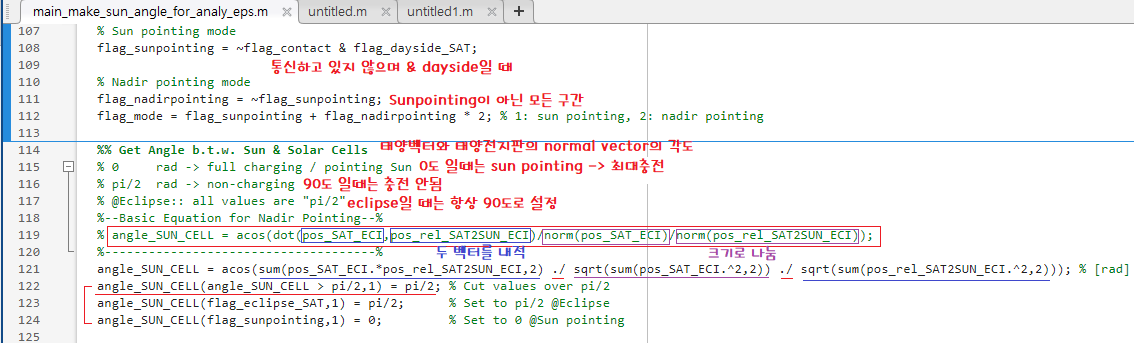 main_make_sun_angle_for_analy_eps.m × untitled.m × untitled1.m × +
107 % Sun pointing mode
108 flag_sunpointing = ~flag_contact & flag_dayside_SAT;
109 통신하고 있지 않으며 & dayside일 때
110 % Nadir pointing mode
111 flag_nadirpointing = ~flag_sunpointing; Sunpointing이 아닌 모든 구간
112 flag_mode = flag_sunpointing + flag_nadirpointing * 2; % 1: sun pointing, 2: nadir pointing
113
114 %% Get Angle b.t.w. Sun & Solar Cells 태양벡터와 태양전지판의 normal vector의 각도
115 % 0 rad -> full charging / pointing Sun 0도 일때는 sun pointing -> 최대충전
116 % pi/2 rad -> non-charging 90도 일때는 충전 안됨
117 % @Eclipse:: all values are "pi/2" eclipse일 때는 항상 90도로 설정
118 %--Basic Equation for Nadir Pointing--%
119 % angle_SUN_CELL = acos(dot(pos_SAT_ECI,pos_rel_SAT2SUN_ECI)/norm(pos_SAT_ECI)/norm(pos_rel_SAT2SUN_ECI));
120 %-----------------------------------% 두 벡터를 내적 크기로 나눔
121 angle_SUN_CELL = acos(sum(pos_SAT_ECI.*pos_rel_SAT2SUN_ECI,2) ./ sqrt(sum(pos_SAT_ECI.^2,2)) ./ sqrt(sum(pos_rel_SAT2SUN_ECI.^2,2))); % [rad]
122 angle_SUN_CELL(angle_SUN_CELL > pi/2,1) = pi/2; % Cut values over pi/2
123 angle_SUN_CELL(flag_eclipse_SAT,1) = pi/2; % Set to pi/2 @Eclipse
124 angle_SUN_CELL(flag_sunpointing,1) = 0; % Set to 0 @Sun pointing
125